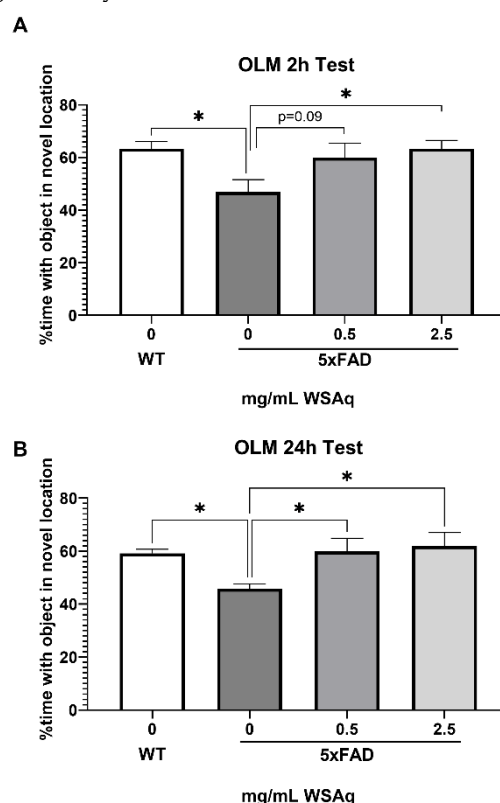 A
OLM 2h Test
%time with object in novel location
80
60
40
20
0
*
p=0.09
*
0 0 0.5 2.5
WT 5xFAD
mg/mL WSAq
B
OLM 24h Test
%time with object in novel location
80
60
40
20
0
*
*
*
0 0 0.5 2.5
WT 5xFAD
mg/mL WSAq